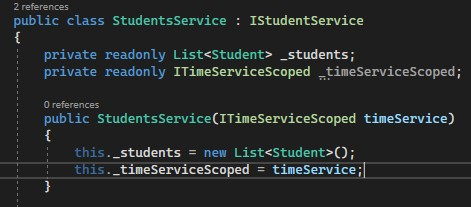 2 references
public class StudentsService : IStudentService
{
private readonly List<Student> _students;
private readonly ITimeServiceScoped _timeServiceScoped;
0 references
public StudentsService(ITimeServiceScoped timeService)
{
this._students = new List<Student>();
this._timeServiceScoped = timeService;
}